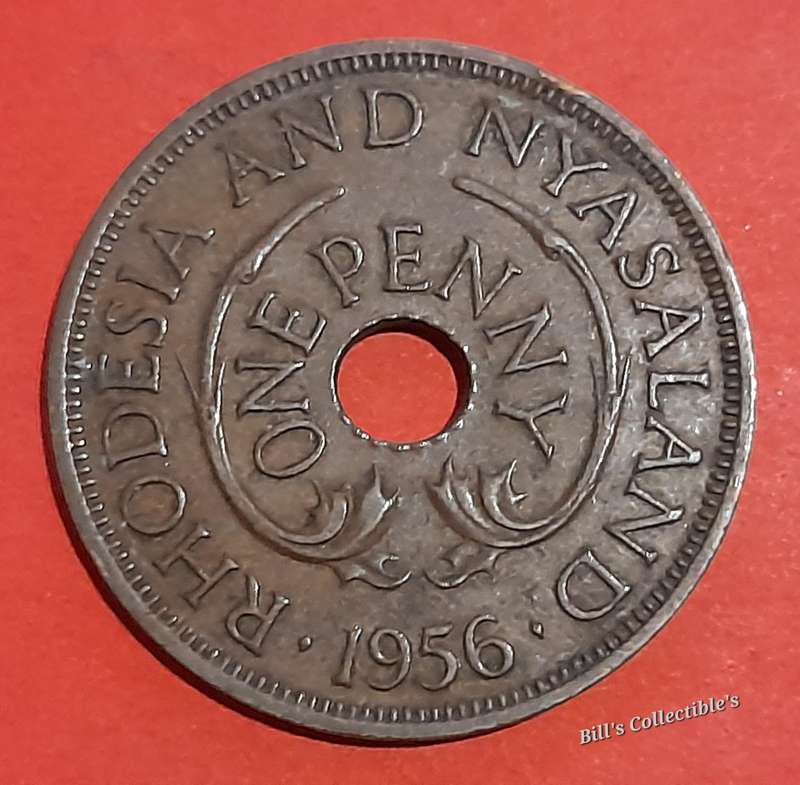 RHODESIA AND NYASALAND
ONE PENNY
· 1956 ·
Bill's Collectible's